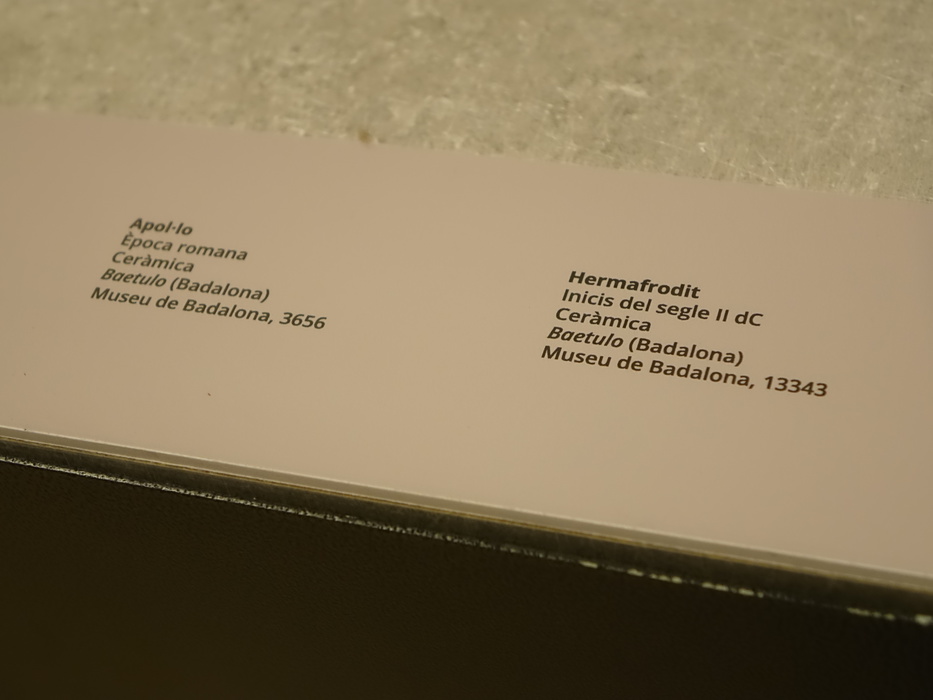 Apol·lo
Època romana
Ceràmica
Baetulo (Badalona)
Museu de Badalona, 3656
Hermafrodit
Inicis del segle II dC
Ceràmica
Baetulo (Badalona)
Museu de Badalona, 13343